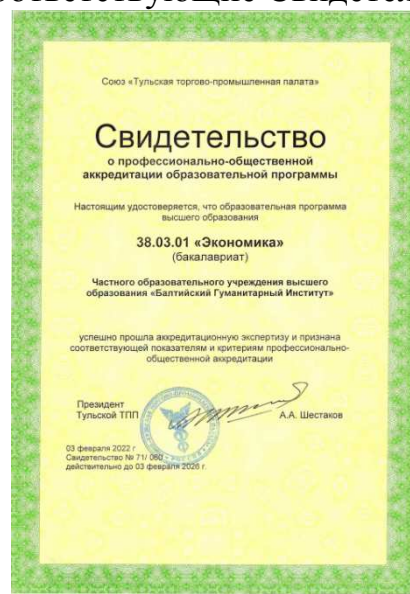 Союз «Тульская торгово-промышленная палата»
Свидетельство
о профессионально-общественной
аккредитации образовательной программы
Настоящим удостоверяется, что образовательная программа
высшего образования
38.03.01 «Экономика»
(бакалавриат)
Частного образовательного учреждения высшего
образования «Балтийский Гуманитарный Институт»
успешно прошла аккредитационную экспертизу и признана
соответствующей показателям и критериям профессионально-
общественной аккредитации
Президент
Тульской ТПП
А.А. Шестаков
03 февраля 2022 г.
Свидетельство № 71/ 060
действительно до 03 февраля 2026 г.